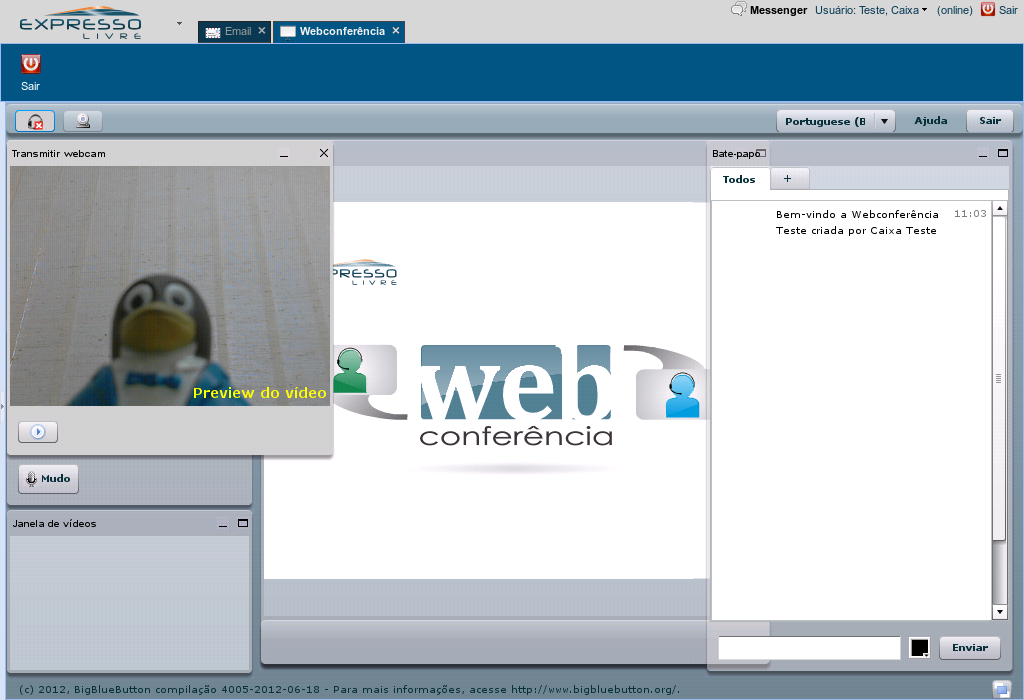 EXPRESSO
LIVRE
Email
Webconferência
Messenger
Usuário: Teste, Caixa
(online)
Sair
Sair
Portuguese (B
Ajuda
Sair
Transmitir webcam
Preview do vídeo
Mudo
Janela de vídeos
PRESSO
LIVRE
web
conferência
Bate-papo
Todos
+
Bem-vindo a Webconferência 11:03
Teste criada por Caixa Teste
Enviar
(c) 2012, BigBlueButton compilação 4005-2012-06-18 - Para mais informações, acesse http://www.bigbluebutton.org/.